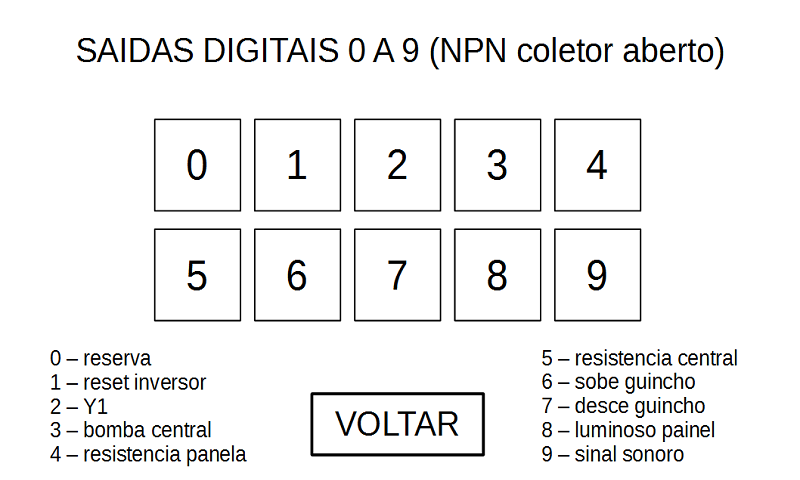 SAIDAS DIGITAIS 0 A 9 (NPN coletor aberto)
0 1 2 3 4
5 6 7 8 9
0 – reserva
1 – reset inversor
2 – Y1
3 – bomba central
4 – resistencia panela
VOLTAR
5 – resistencia central
6 – sobe guincho
7 – desce guincho
8 – luminoso painel
9 – sinal sonoro